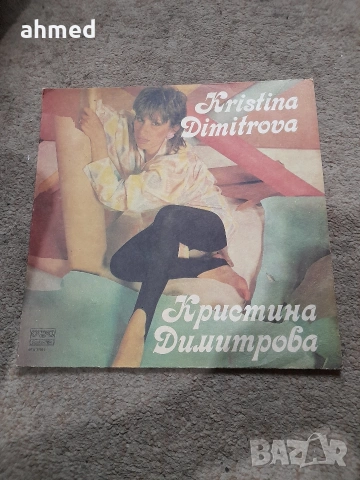 ahmed
Kristina
Dimitrova
Кристина
Димитрова
BAZAR